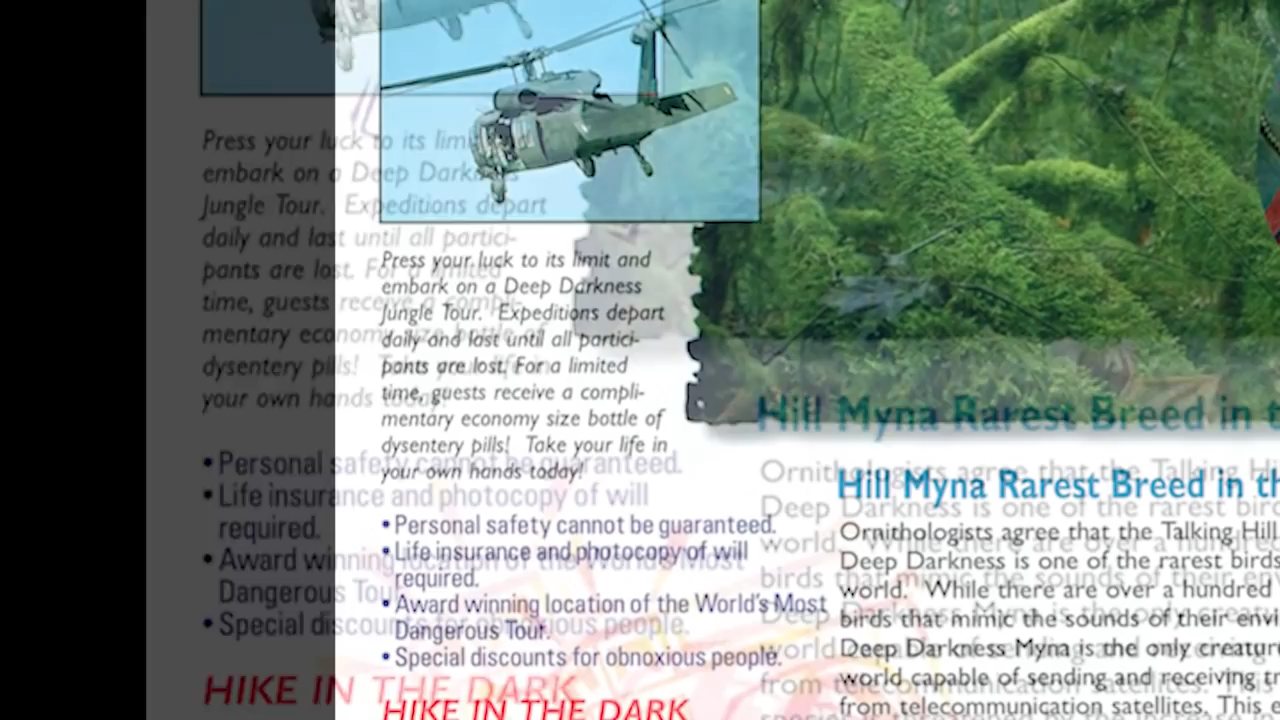 Press your luck to its limit and
embark on a Deep Darkness
Jungle Tour. Expeditions depart
daily and last until all partici-
pants are lost. For a limited
time, guests receive a compli-
mentary economy size bottle of
dysentery pills! Take your life in
your own hands today!
• Personal safety cannot be guaranteed.
• Life insurance and photocopy of will
required.
• Award winning location of the World's Most
Dangerous Tour.
• Special discounts for obnoxious people.
HIKE IN THE DARK
Hill Myna Rarest Breed in th
Ornithologists agree that the Talking Hill
Deep Darkness is one of the rarest birds
world. While there are over a hundred
birds that mimic the sounds of their envi
Deep Darkness Myna is the only creature
world capable of sending and receiving tr
from telecommunication satellites. This e